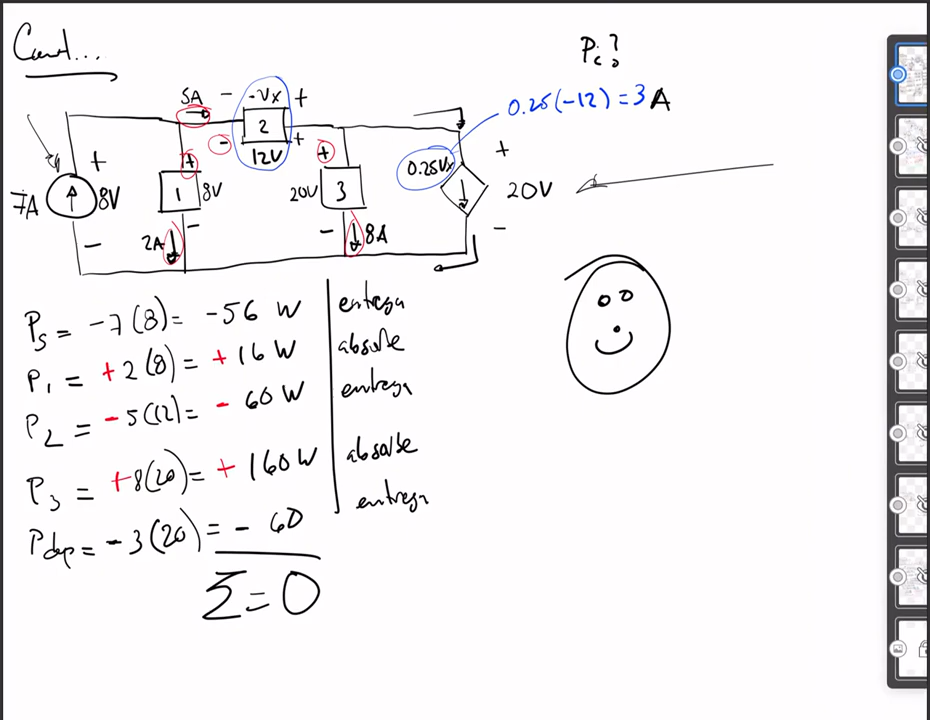 Cont...
Pi?
5A → - -Vx +
0.25(-12) = 3A
2
- +
12V
+ + + 0.25Vx +
7A ↑ 8V 1 8V 20V 3 ↓ 20V
- - - -
2A ↓ ↓ 8A
Ps = -7(8) = -56 W entrega
P1 = +2(8) = +16 W absorbe
P2 = -5(12) = - 60 W entrega
P3 = +8(20) = + 160 W absorbe
Pdep = -3(20) = - 60 entrega
Σ = 0